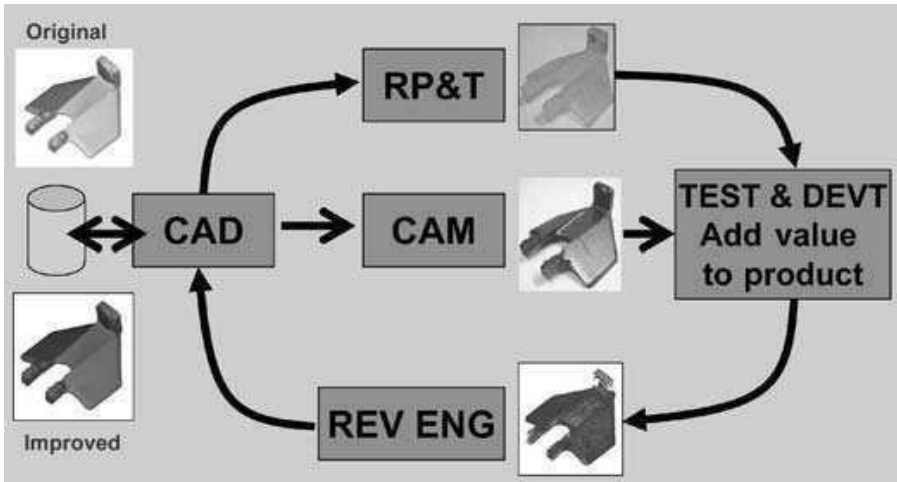 Original
RP&T
CAD
CAM
TEST & DEVT
Add value
to product
REV ENG
Improved